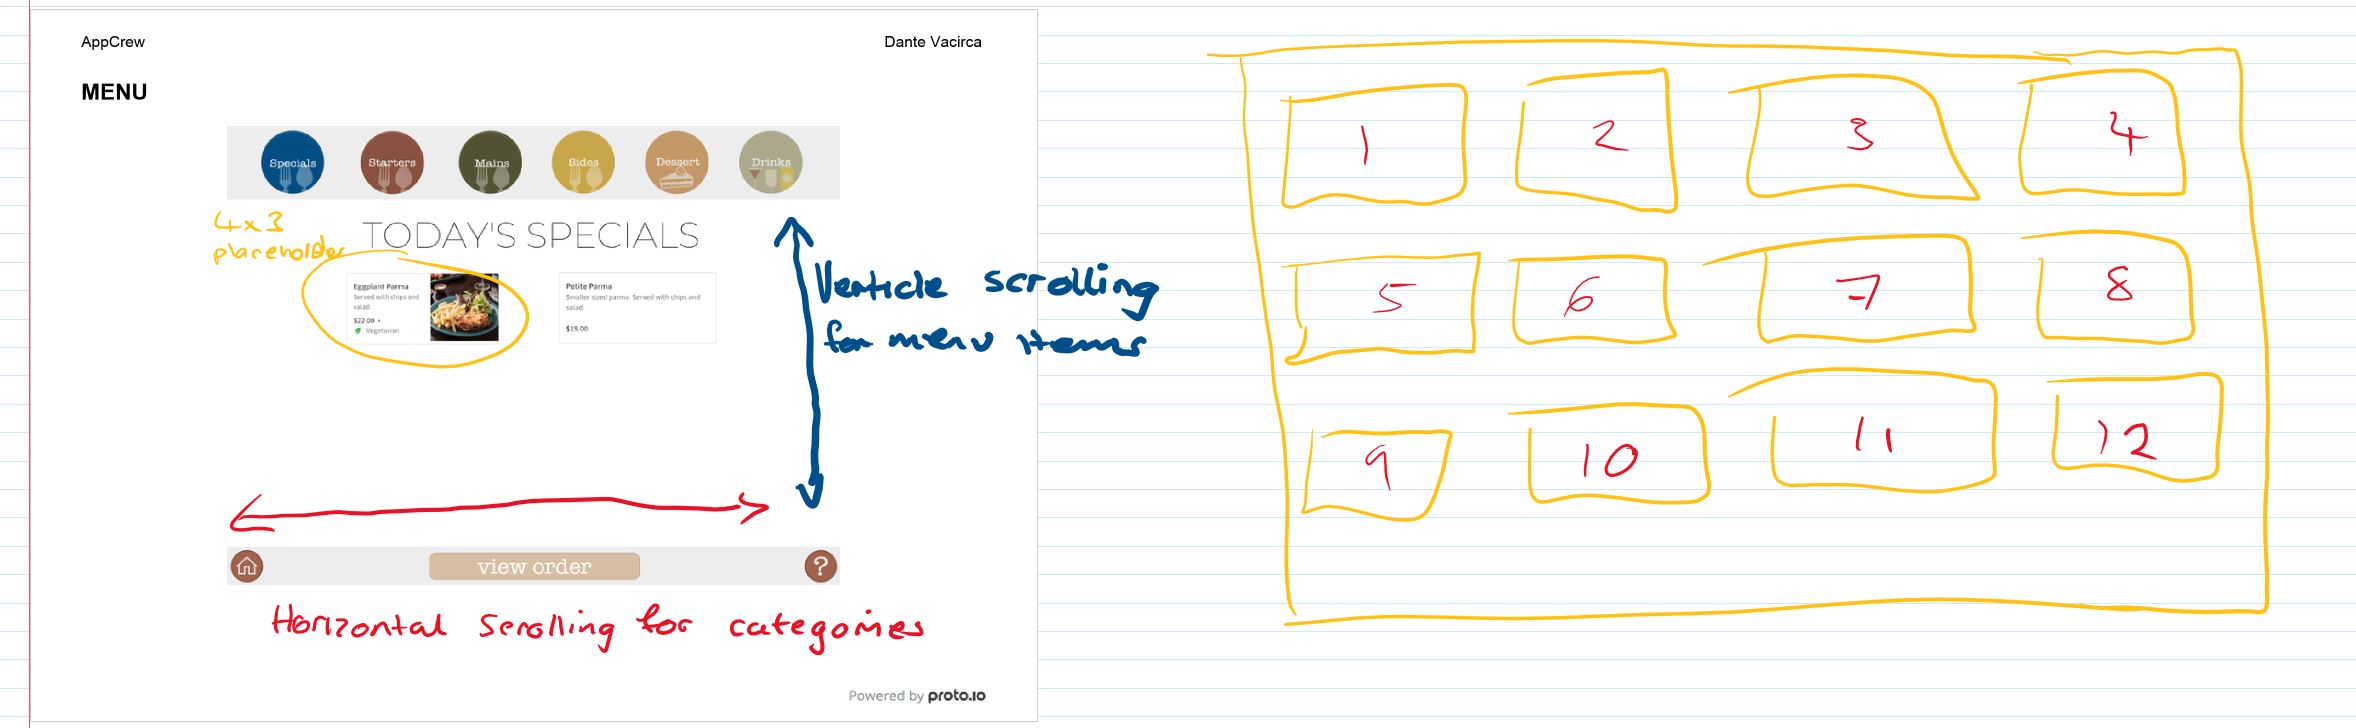 AppCrew
Dante Vacirca
MENU
Specials Starters Mains Sides Dessert Drinks
4x3
placeholder
TODAY'S SPECIALS
Eggplant Parma
Served with chips and
salad.
$22.00 •
Vegetarian
Petite Parma
Smaller sized parma. Served with chips and
salad.
$19.00
Verticle scrolling
for menu items
view order
?
Horizontal scrolling for categories
Powered by proto.io
1 2 3 4
5 6 7 8
9 10 11 12